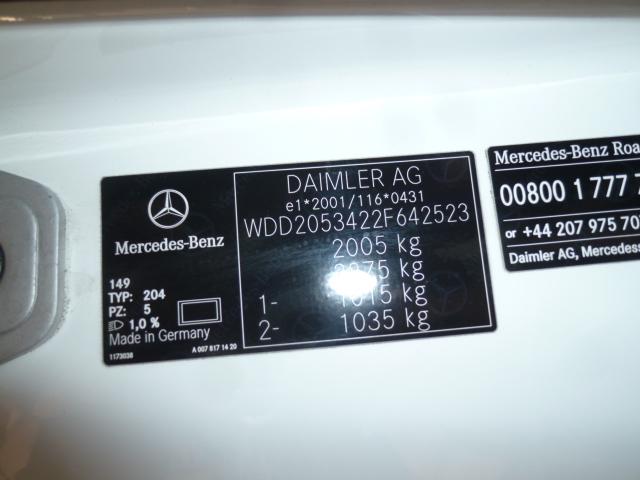 Mercedes-Benz
149
TYP: 204
PZ: 5
1,0 %
Made in Germany
1173038
A 007 817 14 20
DAIMLER AG
e1*2001/116*0431
WDD2053422F642523
2005 kg
kg
1- 1015 kg
2- 1035 kg
Mercedes-Benz Roa
00800 1 777 7
or +44 207 975 70
Daimler AG, Mercedes